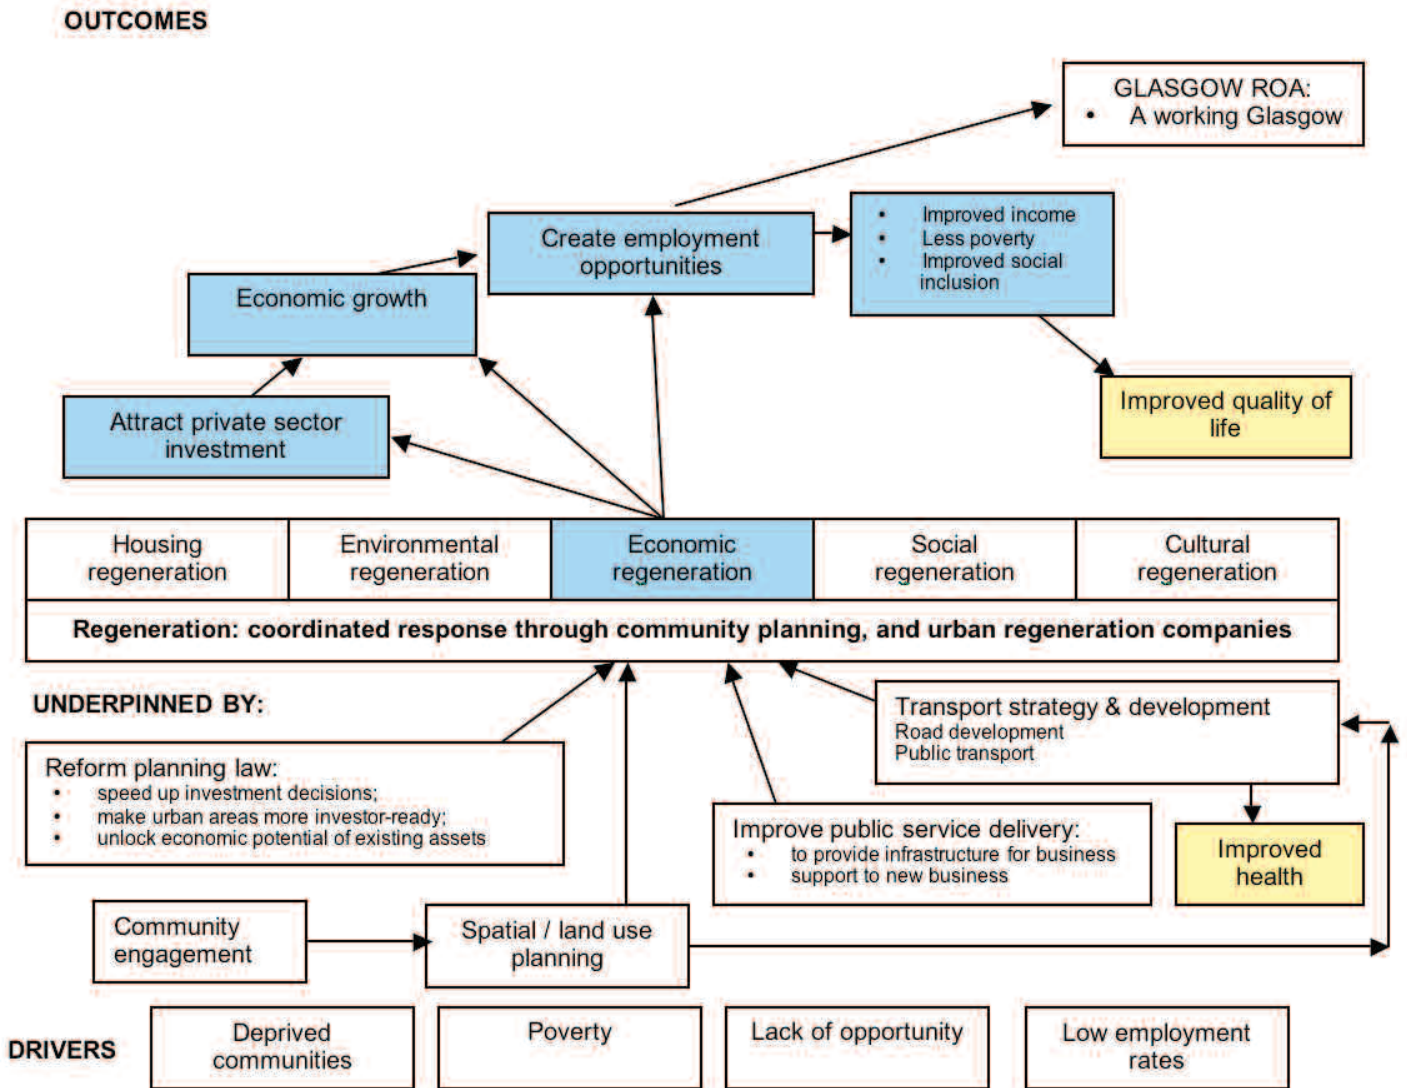 OUTCOMES
GLASGOW ROA:
• A working Glasgow
Create employment
opportunities
• Improved income
• Less poverty
• Improved social
inclusion
Economic growth
Attract private sector
investment
Improved quality of
life
Housing
regeneration
Environmental
regeneration
Economic
regeneration
Social
regeneration
Cultural
regeneration
Regeneration: coordinated response through community planning, and urban regeneration companies
UNDERPINNED BY:
Transport strategy & development
Road development
Public transport
Reform planning law:
• speed up investment decisions;
• make urban areas more investor-ready;
• unlock economic potential of existing assets
Improve public service delivery:
• to provide infrastructure for business
• support to new business
Improved
health
Community
engagement
Spatial / land use
planning
DRIVERS
Deprived
communities
Poverty
Lack of opportunity
Low employment
rates